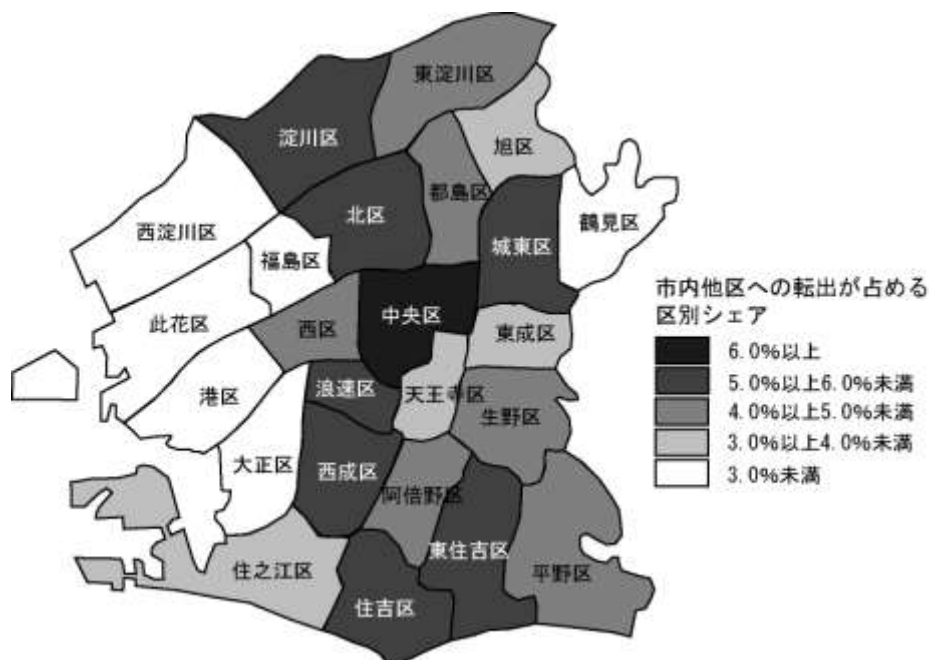 東淀川区
淀川区
旭区
都島区
北区
鶴見区
西淀川区
城東区
福島区
此花区
西区
中央区
東成区
港区
浪速区
天王寺区
生野区
大正区
西成区
阿倍野区
東住吉区
住之江区
平野区
住吉区
市内他区への転出が占める
区別シェア
6.0%以上
5.0%以上6.0%未満
4.0%以上5.0%未満
3.0%以上4.0%未満
3.0%未満